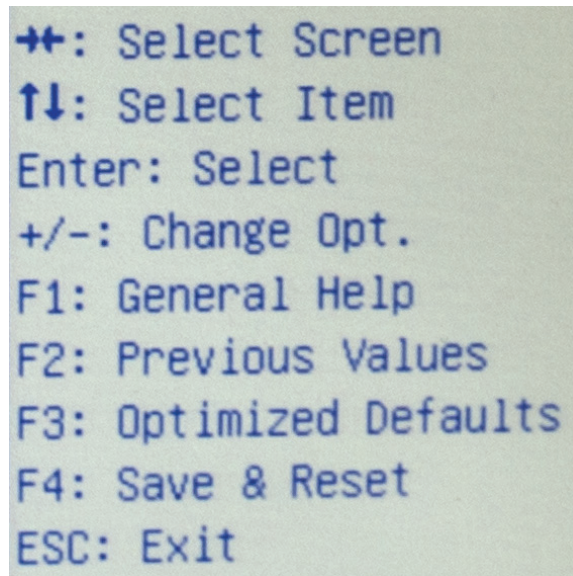 →←: Select Screen
↑↓: Select Item
Enter: Select
+/-: Change Opt.
F1: General Help
F2: Previous Values
F3: Optimized Defaults
F4: Save & Reset
ESC: Exit